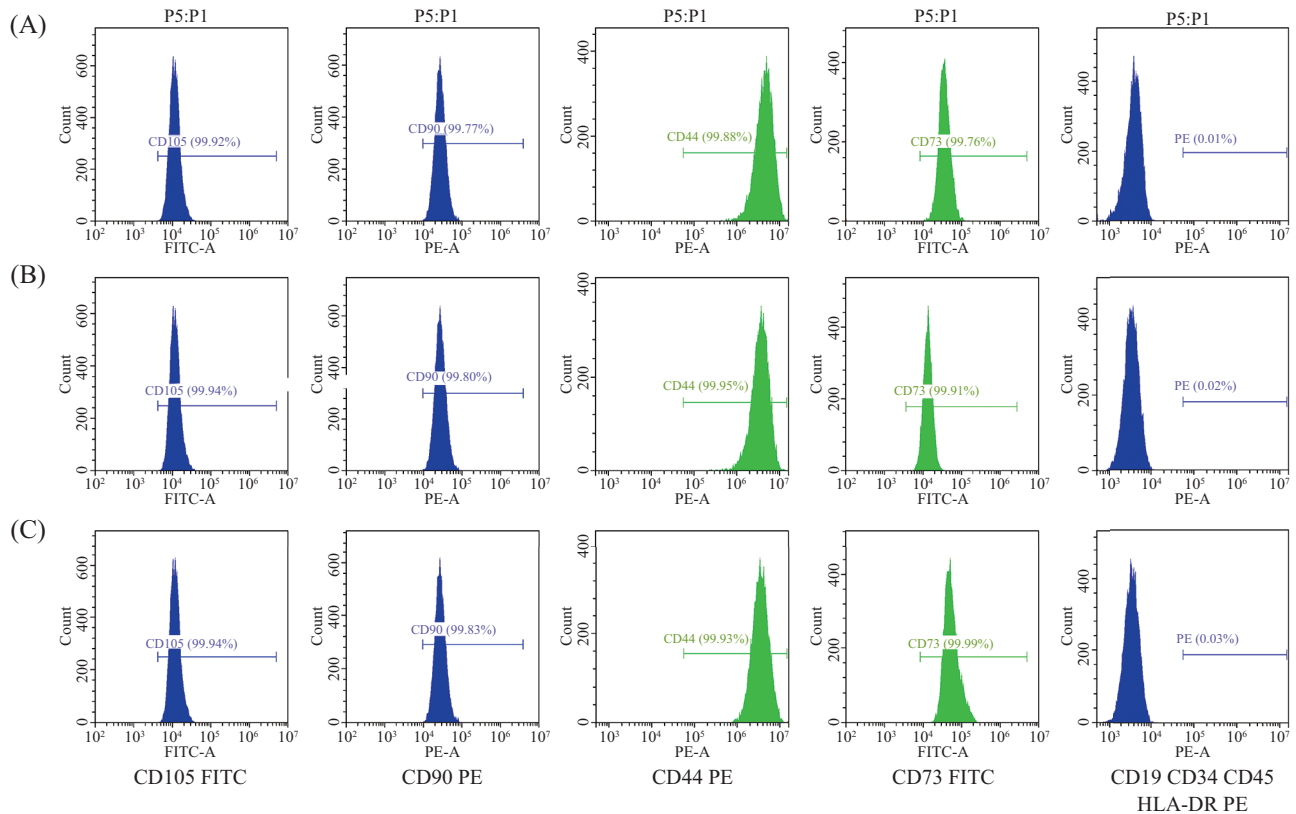 (A)
P5:P1 P5:P1 P5:P1 P5:P1 P5:P1
Count 0 200 400 600 CD105 (99.92%) 10² 10³ 10⁴ 10⁵ 10⁶ 10⁷ FITC-A
Count 0 200 400 600 CD90 (99.77%) 10² 10³ 10⁴ 10⁵ 10⁶ 10⁷ PE-A
Count 0 200 400 CD44 (99.88%) 10² 10³ 10⁴ 10⁵ 10⁶ 10⁷ PE-A
Count 0 200 400 CD73 (99.76%) 10² 10³ 10⁴ 10⁵ 10⁶ 10⁷ FITC-A
Count 0 200 400 PE (0.01%) 10³ 10⁴ 10⁵ 10⁶ 10⁷ PE-A
(B)
Count 0 200 400 600 CD105 (99.94%) 10² 10³ 10⁴ 10⁵ 10⁶ 10⁷ FITC-A
Count 0 200 400 600 CD90 (99.80%) 10² 10³ 10⁴ 10⁵ 10⁶ 10⁷ PE-A
Count 0 200 400 CD44 (99.95%) 10² 10³ 10⁴ 10⁵ 10⁶ 10⁷ PE-A
Count 0 200 400 CD73 (99.91%) 10² 10³ 10⁴ 10⁵ 10⁶ 10⁷ FITC-A
Count 0 200 400 PE (0.02%) 10³ 10⁴ 10⁵ 10⁶ 10⁷ PE-A
(C)
Count 0 200 400 600 CD105 (99.94%) 10² 10³ 10⁴ 10⁵ 10⁶ 10⁷ FITC-A
Count 0 200 400 600 CD90 (99.83%) 10² 10³ 10⁴ 10⁵ 10⁶ 10⁷ PE-A
Count 0 200 400 CD44 (99.93%) 10² 10³ 10⁴ 10⁵ 10⁶ 10⁷ PE-A
Count 0 200 400 CD73 (99.99%) 10² 10³ 10⁴ 10⁵ 10⁶ 10⁷ FITC-A
Count 0 200 400 PE (0.03%) 10³ 10⁴ 10⁵ 10⁶ 10⁷ PE-A
CD105 FITC CD90 PE CD44 PE CD73 FITC CD19 CD34 CD45
HLA-DR PE